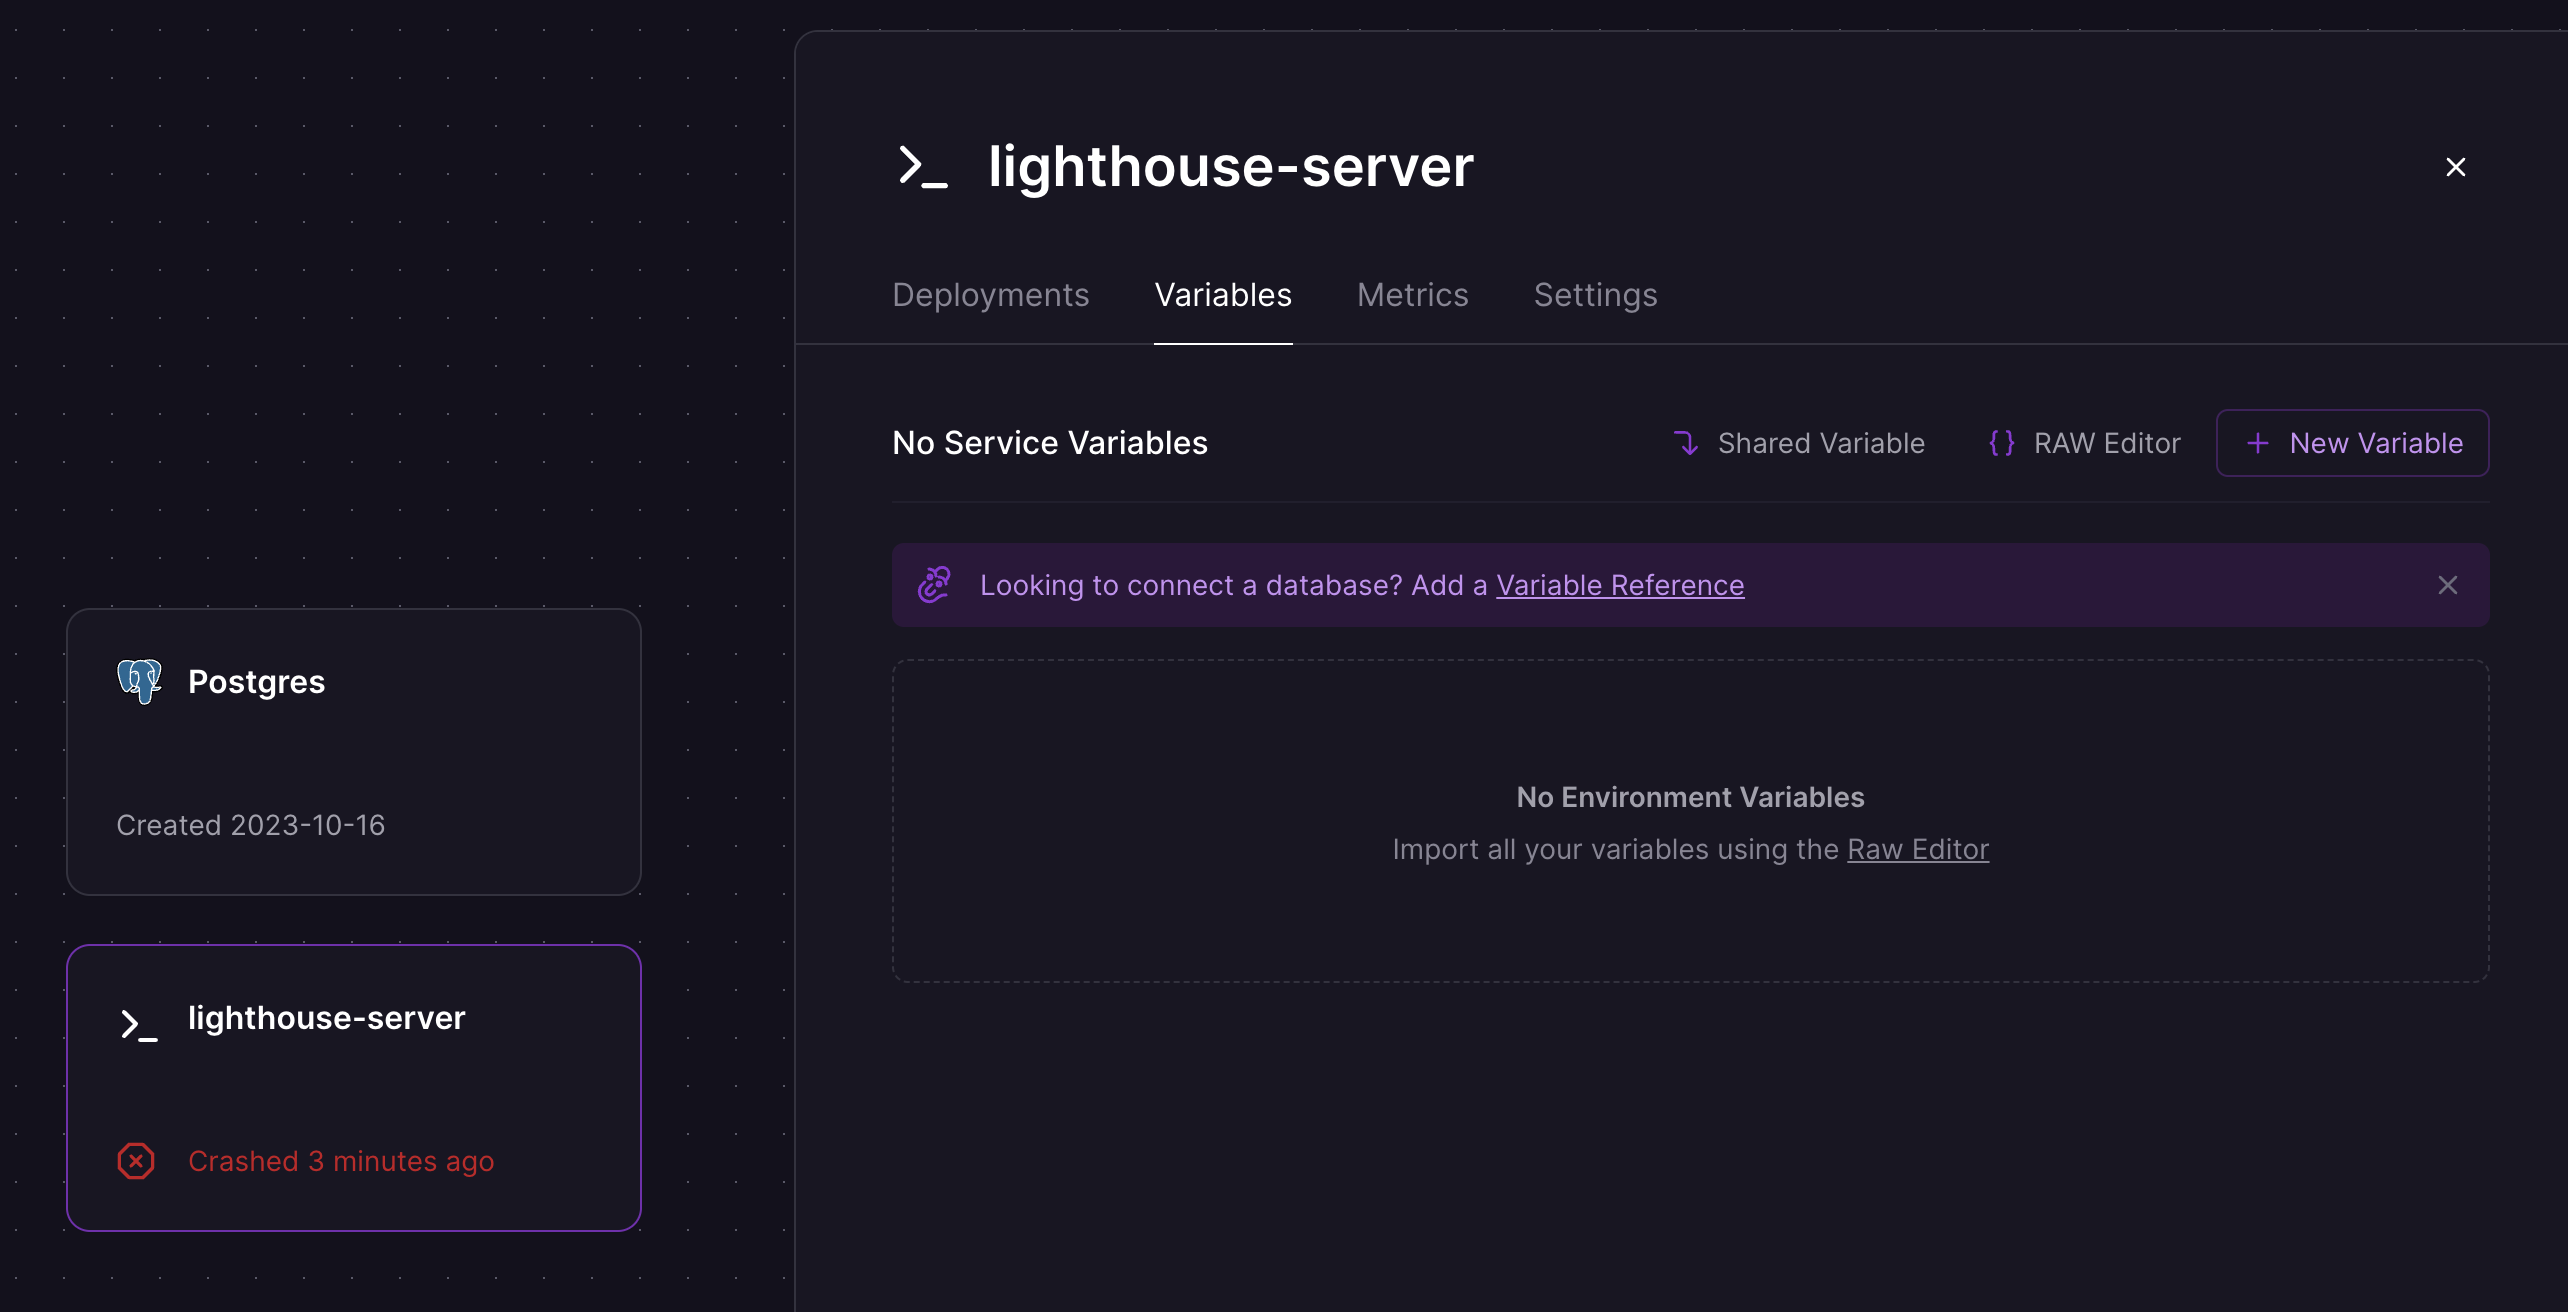 lighthouse-server
Deployments Variables Metrics Settings
No Service Variables Shared Variable {} RAW Editor + New Variable
Looking to connect a database? Add a Variable Reference
No Environment Variables
Import all your variables using the Raw Editor
Postgres
Created 2023-10-16
lighthouse-server
Crashed 3 minutes ago